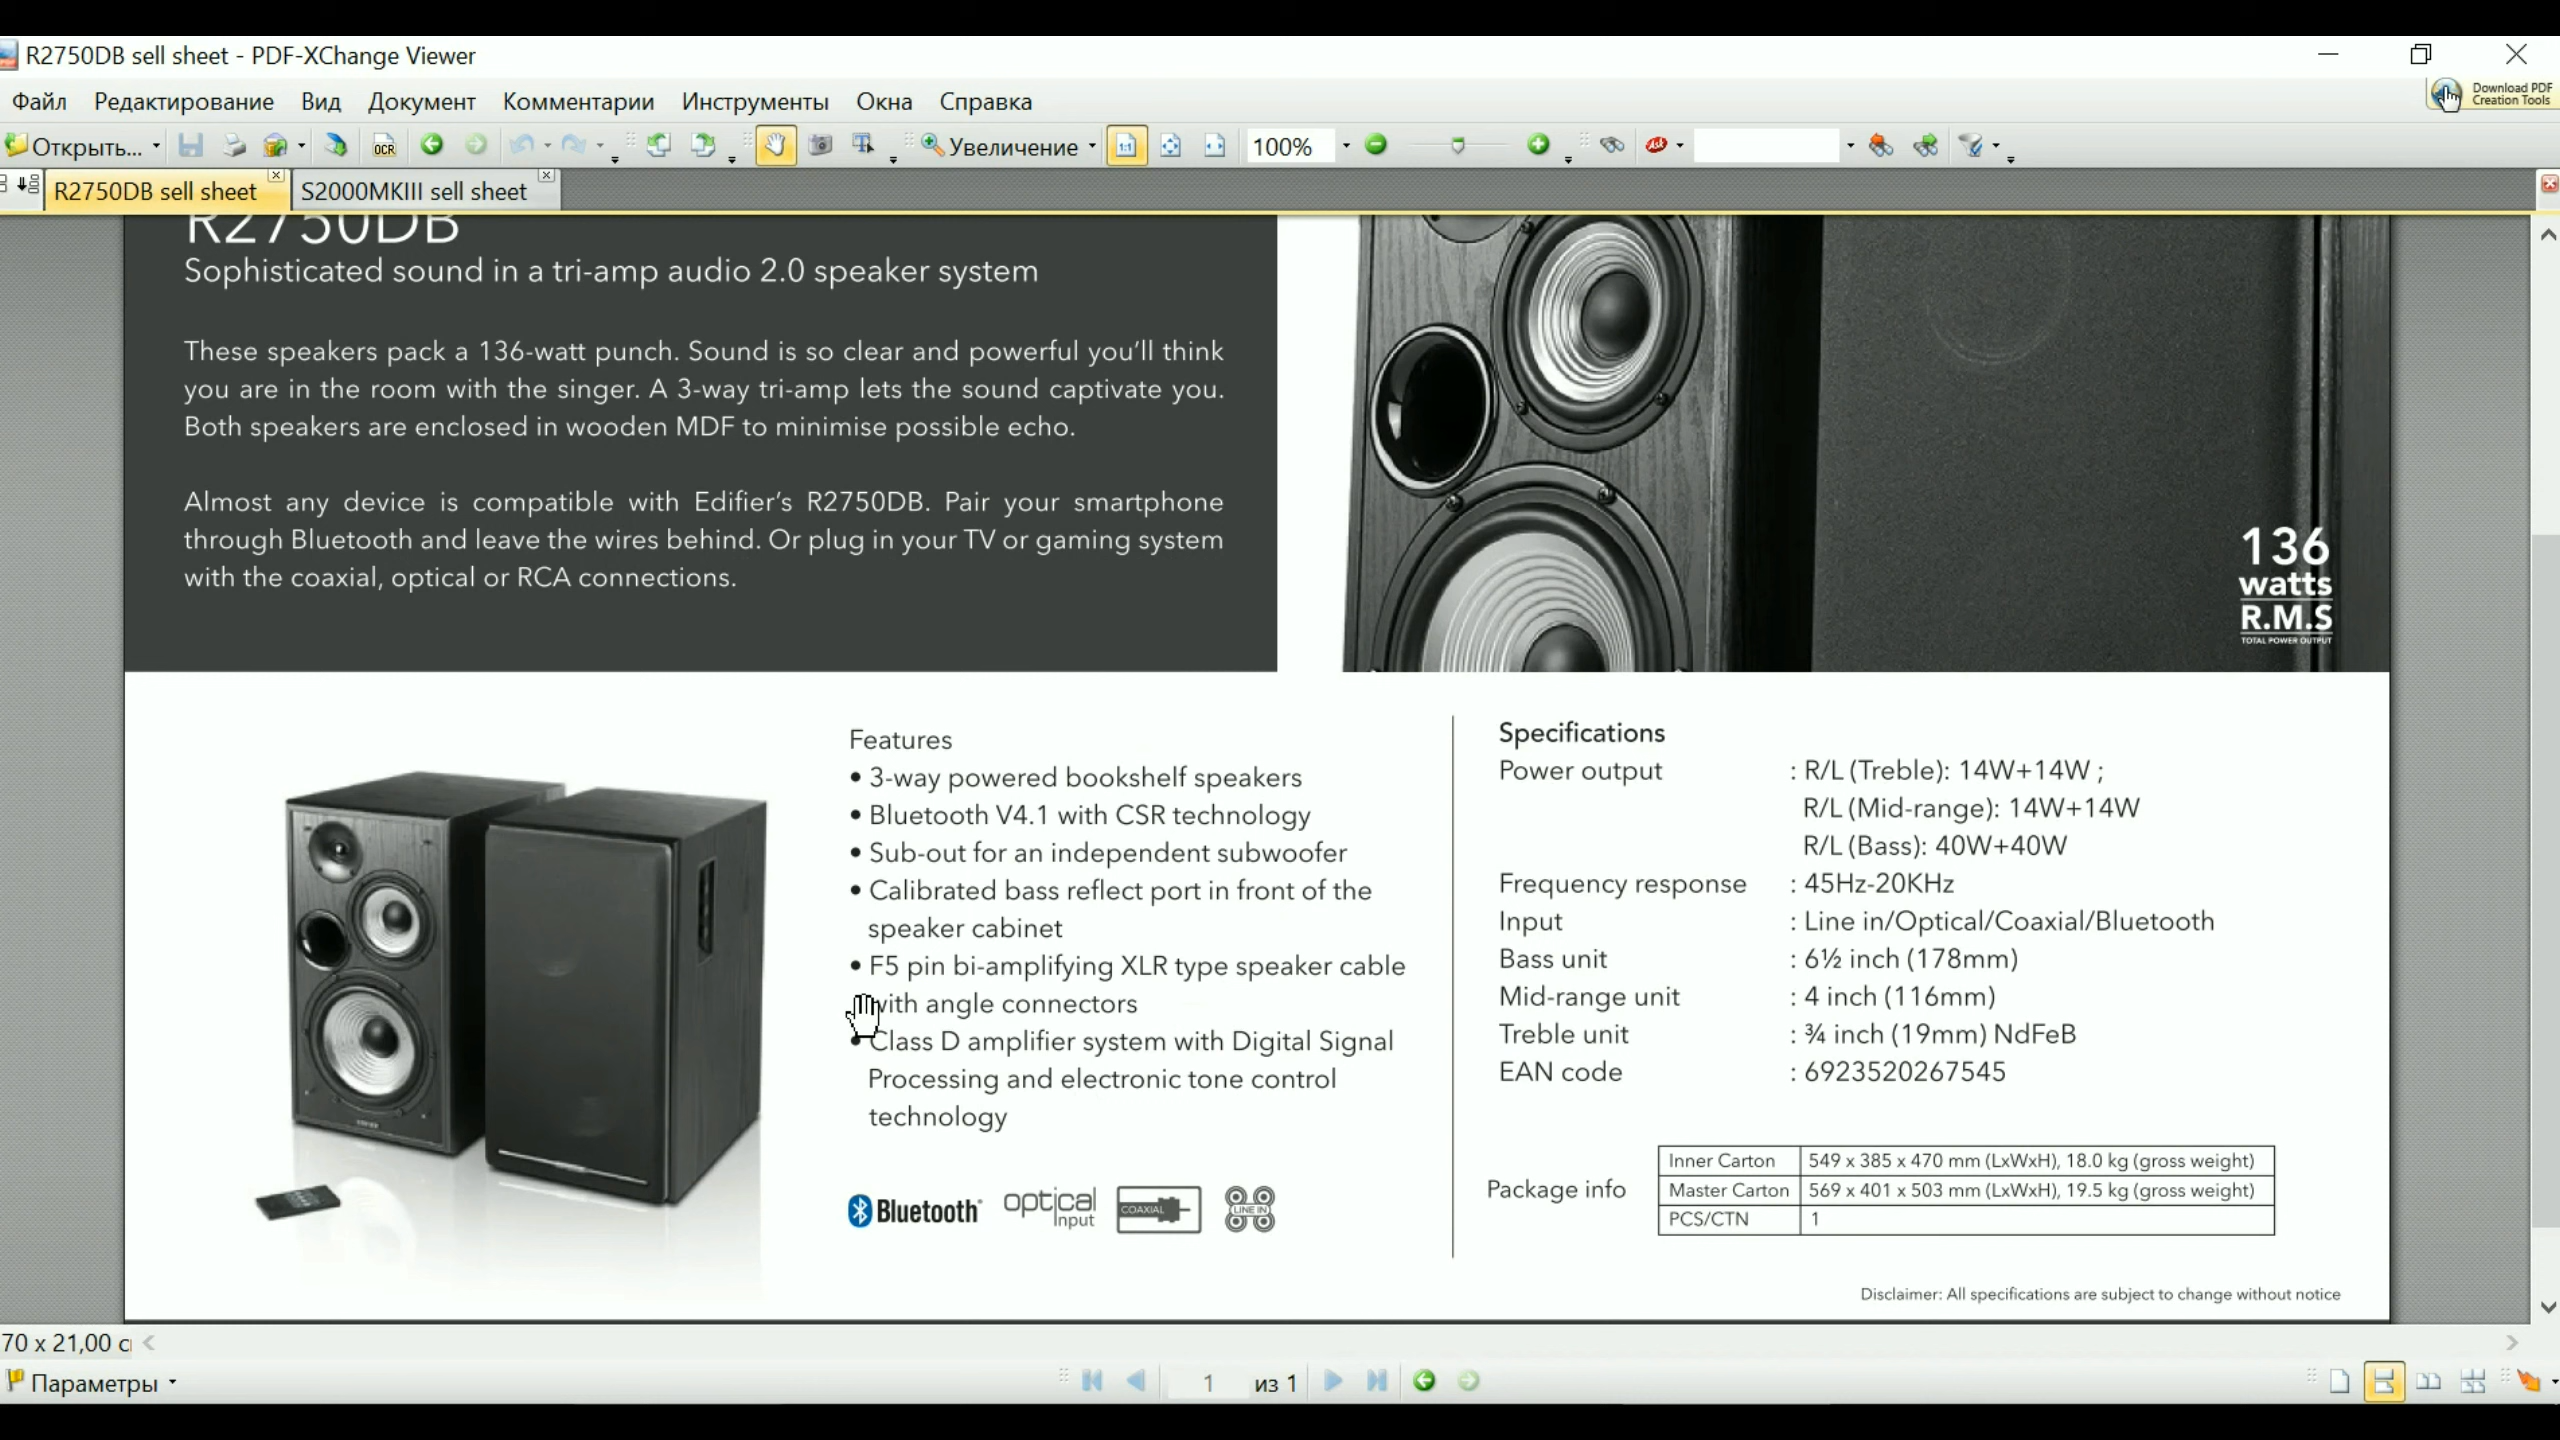 R2750DB sell sheet - PDF-XChange Viewer
Файл Редактирование Вид Документ Комментарии Инструменты Окна Справка
Download PDF
Creation Tools
Открыть... OCR Увеличение 1:1 100% Ask
R2750DB sell sheet S2000MKIII sell sheet
R2750DB
Sophisticated sound in a tri-amp audio 2.0 speaker system
These speakers pack a 136-watt punch. Sound is so clear and powerful you'll think
you are in the room with the singer. A 3-way tri-amp lets the sound captivate you.
Both speakers are enclosed in wooden MDF to minimise possible echo.
Almost any device is compatible with Edifier's R2750DB. Pair your smartphone
through Bluetooth and leave the wires behind. Or plug in your TV or gaming system
with the coaxial, optical or RCA connections.
136
watts
R.M.S
TOTAL POWER OUTPUT
Features
• 3-way powered bookshelf speakers
• Bluetooth V4.1 with CSR technology
• Sub-out for an independent subwoofer
• Calibrated bass reflect port in front of the
speaker cabinet
• F5 pin bi-amplifying XLR type speaker cable
with angle connectors
• Class D amplifier system with Digital Signal
Processing and electronic tone control
technology
Bluetooth optical input COAXIAL LINE IN
Specifications
Power output : R/L (Treble): 14W+14W ;
R/L (Mid-range): 14W+14W
R/L (Bass): 40W+40W
Frequency response : 45Hz-20KHz
Input : Line in/Optical/Coaxial/Bluetooth
Bass unit : 6½ inch (178mm)
Mid-range unit : 4 inch (116mm)
Treble unit : ¾ inch (19mm) NdFeB
EAN code : 6923520267545
Package info
Inner Carton 549 x 385 x 470 mm (LxWxH), 18.0 kg (gross weight)
Master Carton 569 x 401 x 503 mm (LxWxH), 19.5 kg (gross weight)
PCS/CTN 1
Disclaimer: All specifications are subject to change without notice
70 x 21,00 c
Параметры 1 из 1